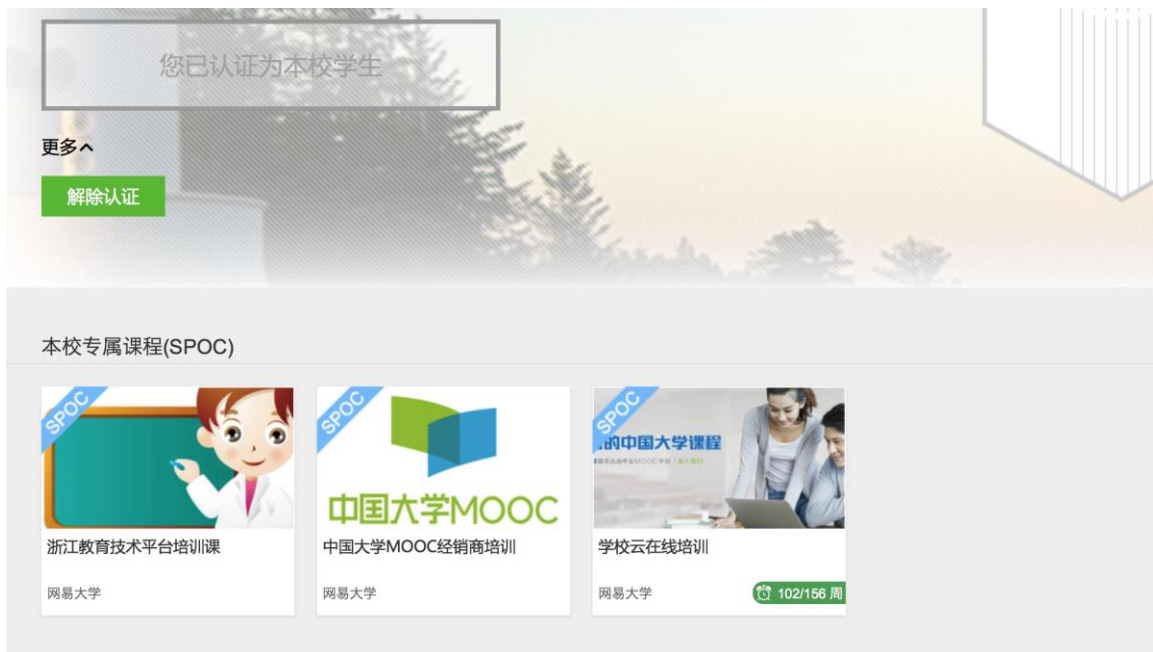 您已认证为本校学生
更多
解除认证
本校专属课程(SPOC)
SPOC
SPOC
SPOC
中国大学MOOC
的中国大学课程
浙江教育技术平台培训课
中国大学MOOC经销商培训
学校云在线培训
网易大学
网易大学
网易大学
102/156 周